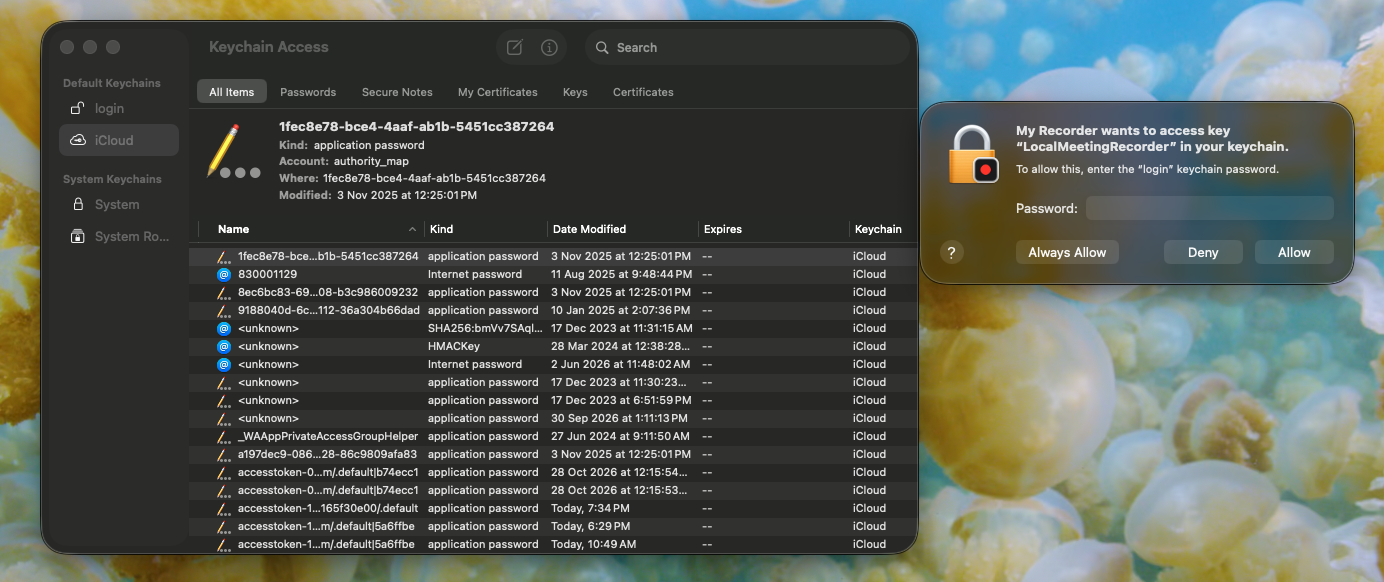 Keychain Access
Search
Default Keychains
login
iCloud
System Keychains
System
System Ro...
All Items Passwords Secure Notes My Certificates Keys Certificates
1fec8e78-bce4-4aaf-ab1b-5451cc387264
Kind: application password
Account: authority_map
Where: 1fec8e78-bce4-4aaf-ab1b-5451cc387264
Modified: 3 Nov 2025 at 12:25:01 PM
Name Kind Date Modified Expires Keychain
1fec8e78-bce...b1b-5451cc387264 application password 3 Nov 2025 at 12:25:01 PM -- iCloud
830001129 Internet password 11 Aug 2025 at 9:48:44 PM -- iCloud
8ec6bc83-69...08-b3c986009232 application password 3 Nov 2025 at 12:25:01 PM -- iCloud
9188040d-6c...112-36a304b66dad application password 10 Jan 2025 at 2:07:36 PM -- iCloud
<unknown> SHA256:bmVv7SAqI... 17 Dec 2023 at 11:31:15 AM -- iCloud
<unknown> HMACKey 28 Mar 2024 at 12:38:28... -- iCloud
<unknown> Internet password 2 Jun 2026 at 11:48:02 AM -- iCloud
<unknown> application password 17 Dec 2023 at 11:30:23... -- iCloud
<unknown> application password 17 Dec 2023 at 6:51:59 PM -- iCloud
<unknown> application password 30 Sep 2026 at 1:11:13 PM -- iCloud
_WAAppPrivateAccessGroupHelper application password 27 Jun 2024 at 9:11:50 AM -- iCloud
a197dec9-086...28-86c9809afa83 application password 3 Nov 2025 at 12:25:01 PM -- iCloud
accesstoken-0...m/.default|b74ecc1 application password 28 Oct 2026 at 12:15:54... -- iCloud
accesstoken-0...m/.default|b74ecc1 application password 28 Oct 2026 at 12:15:53... -- iCloud
accesstoken-1...165f30e00/.default application password Today, 7:34 PM -- iCloud
accesstoken-1...m/.default|5a6ffbe application password Today, 6:29 PM -- iCloud
accesstoken-1...m/.default|5a6ffbe application password Today, 10:49 AM -- iCloud
My Recorder wants to access key
“LocalMeetingRecorder” in your keychain.
To allow this, enter the “login” keychain password.
Password:
? Always Allow Deny Allow